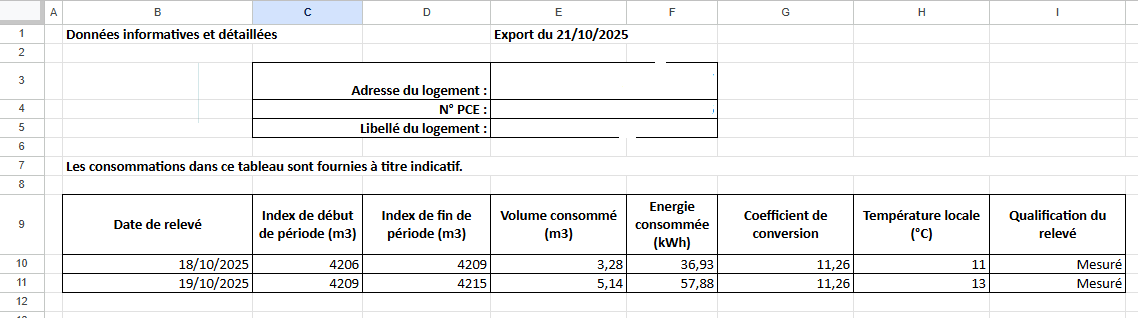 A B C D E F G H I
1 Données informatives et détaillées Export du 21/10/2025
2
3 Adresse du logement :
4 N° PCE :
5 Libellé du logement :
6
7 Les consommations dans ce tableau sont fournies à titre indicatif.
8
9 Date de relevé Index de début de période (m3) Index de fin de période (m3) Volume consommé (m3) Energie consommée (kWh) Coefficient de conversion Température locale (°C) Qualification du relevé
10 18/10/2025 4206 4209 3,28 36,93 11,26 11 Mesuré
11 19/10/2025 4209 4215 5,14 57,88 11,26 13 Mesuré
12